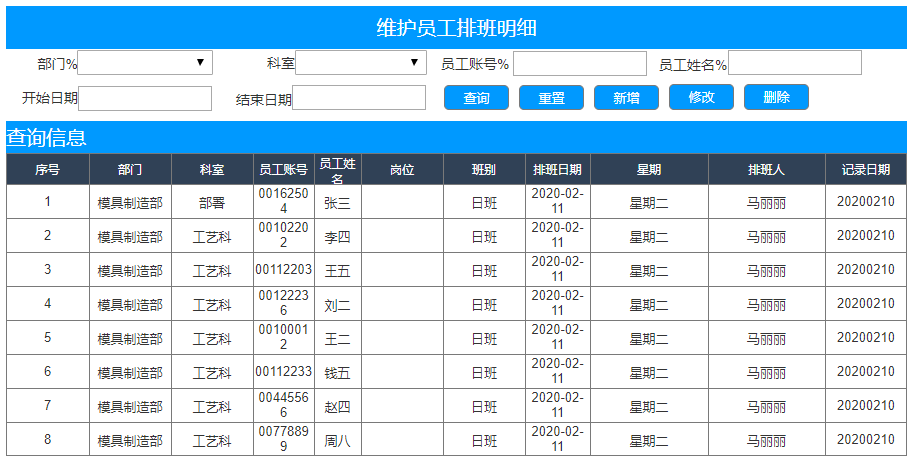 维护员工排班明细
部门% 科室 员工账号% 员工姓名%
开始日期 结束日期 查询 重置 新增 修改 删除
查询信息
序号 部门 科室 员工账号 员工姓名 岗位 班别 排班日期 星期 排班人 记录日期
1 模具制造部 部署 00162504 张三 日班 2020-02-11 星期二 马丽丽 20200210
2 模具制造部 工艺科 00102202 李四 日班 2020-02-11 星期二 马丽丽 20200210
3 模具制造部 工艺科 00112203 王五 日班 2020-02-11 星期二 马丽丽 20200210
4 模具制造部 工艺科 00122236 刘二 日班 2020-02-11 星期二 马丽丽 20200210
5 模具制造部 工艺科 00100012 王二 日班 2020-02-11 星期二 马丽丽 20200210
6 模具制造部 工艺科 00112233 钱五 日班 2020-02-11 星期二 马丽丽 20200210
7 模具制造部 工艺科 00445566 赵四 日班 2020-02-11 星期二 马丽丽 20200210
8 模具制造部 工艺科 00778899 周八 日班 2020-02-11 星期二 马丽丽 20200210